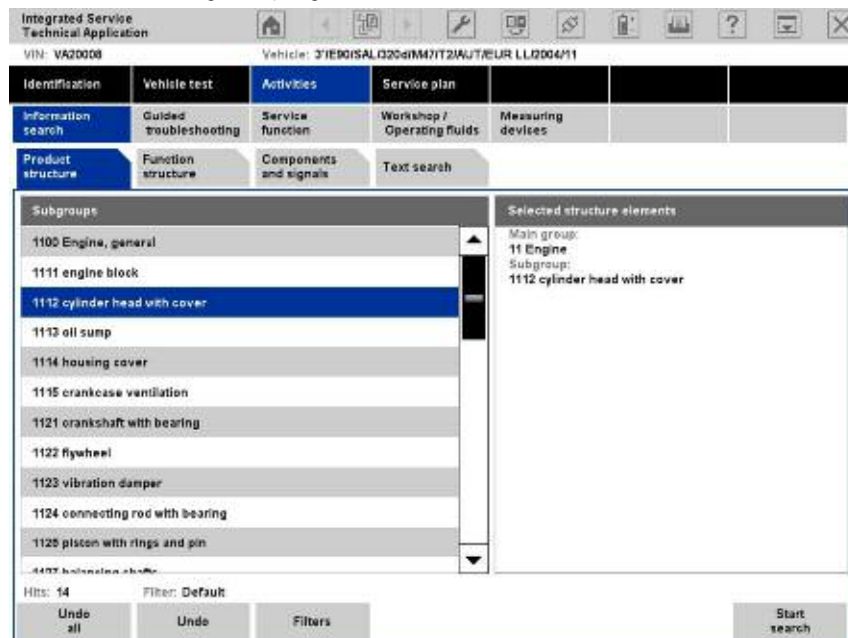 Integrated Service
Technical Application
VIN: VA20008 Vehicle: 3'/E90/SAL/320d/M47/T2/AUT/EUR LL/2004/11
Identification Vehicle test Activities Service plan
Information search Guided troubleshooting Service function Workshop / Operating fluids Measuring devices
Product structure Function structure Components and signals Text search
Subgroups
1100 Engine, general
1111 engine block
1112 cylinder head with cover
1113 oil sump
1114 housing cover
1115 crankcase ventilation
1121 crankshaft with bearing
1122 flywheel
1123 vibration damper
1124 connecting rod with bearing
1125 piston with rings and pin
1127 balancing shafts
Selected structure elements
Main group:
11 Engine
Subgroup:
1112 cylinder head with cover
Hits: 14 Filter: Default
Undo all Undo Filters Start search